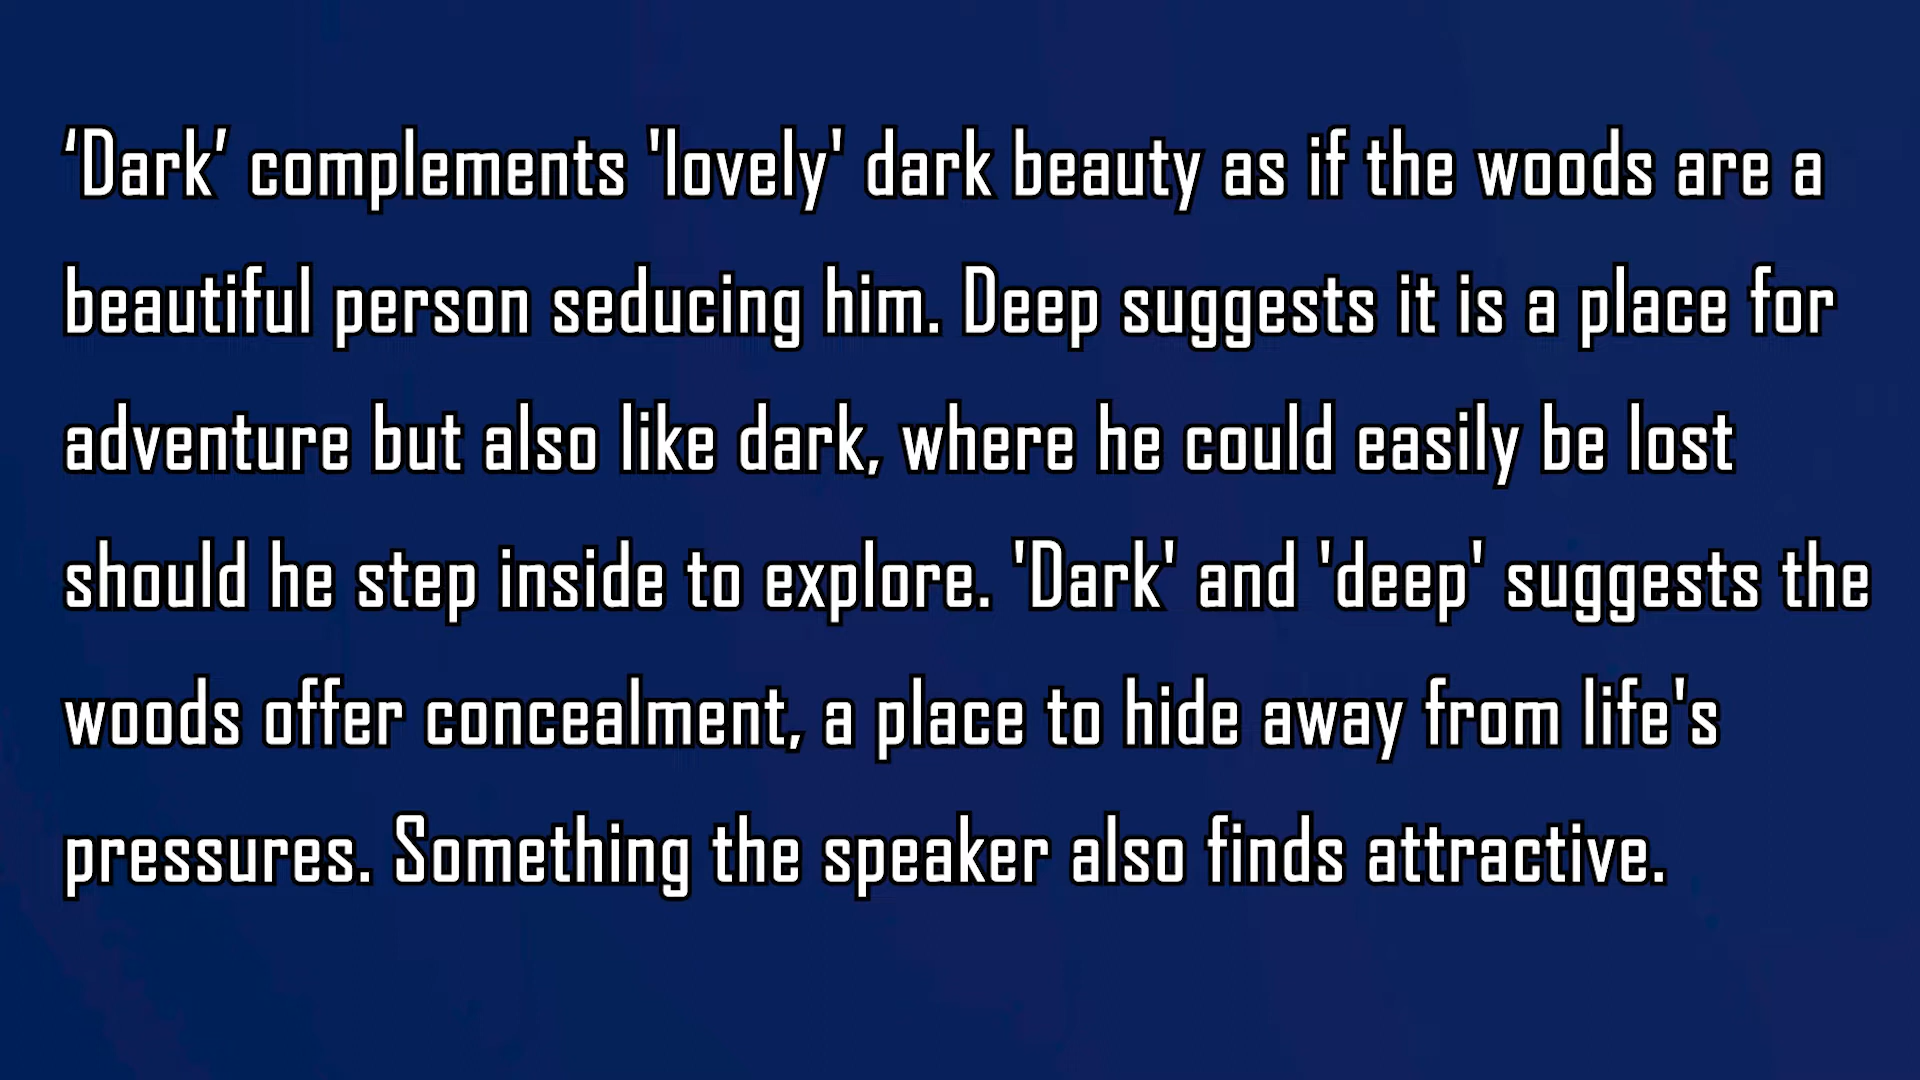 ‘Dark’ complements 'lovely' dark beauty as if the woods are a
beautiful person seducing him. Deep suggests it is a place for
adventure but also like dark, where he could easily be lost
should he step inside to explore. 'Dark' and 'deep' suggests the
woods offer concealment, a place to hide away from life's
pressures. Something the speaker also finds attractive.